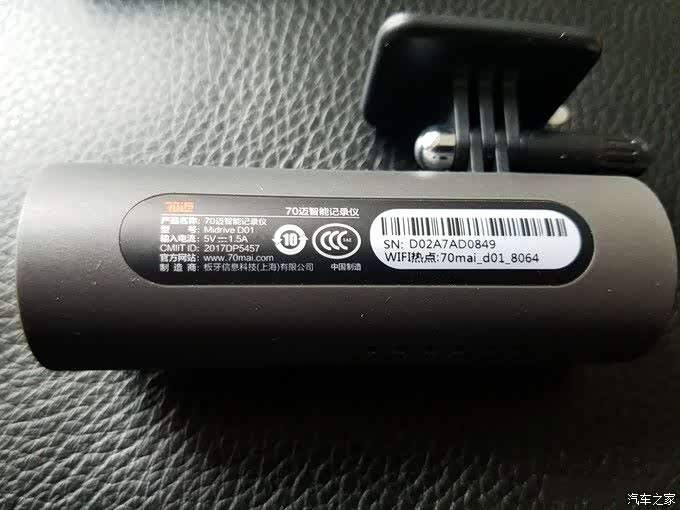 70迈
70迈智能记录仪
产品名称: 70迈智能记录仪
型 号: Midrive D01
输入电流: 5V⎓1.5A
CMIIT ID: 2017DP5457
官方网站: www.70mai.com
制 造 商: 板牙信息科技(上海)有限公司
10
CCC S&E
中国制造
SN: D02A7AD0849
WIFI热点:70mai_d01_8064
汽车之家